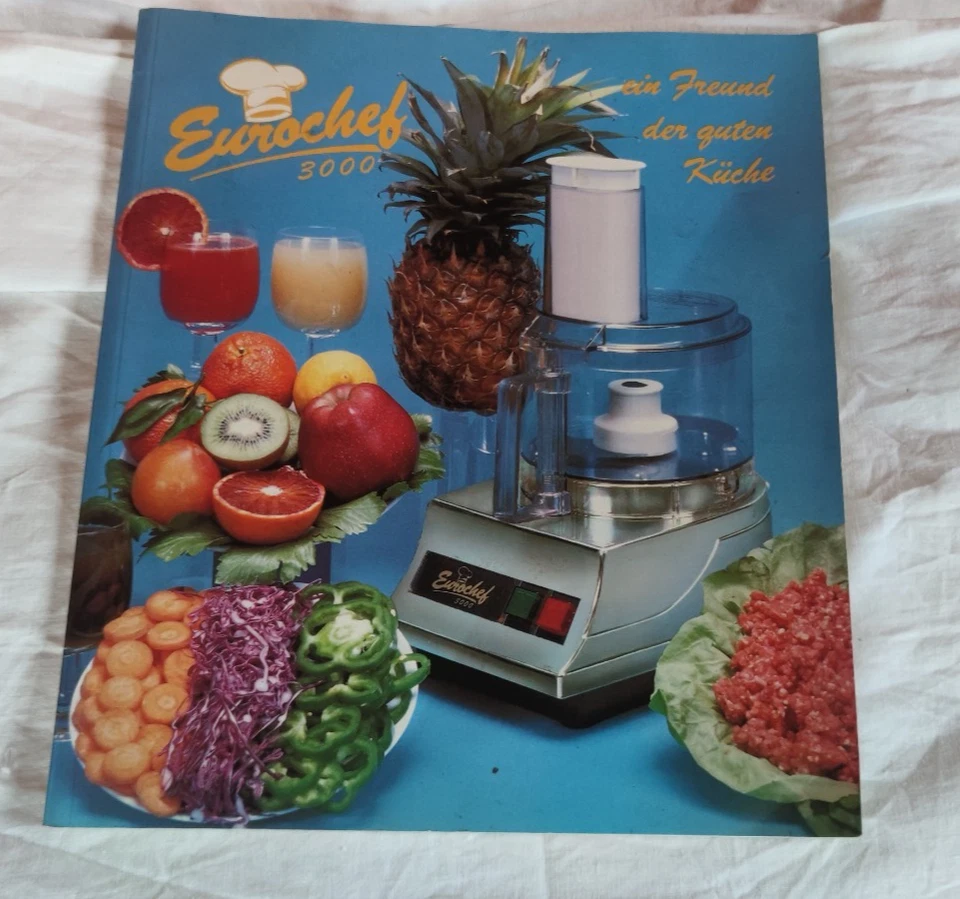 Eurochef
3000
ein Freund
der guten
Küche
Eurochef
3000